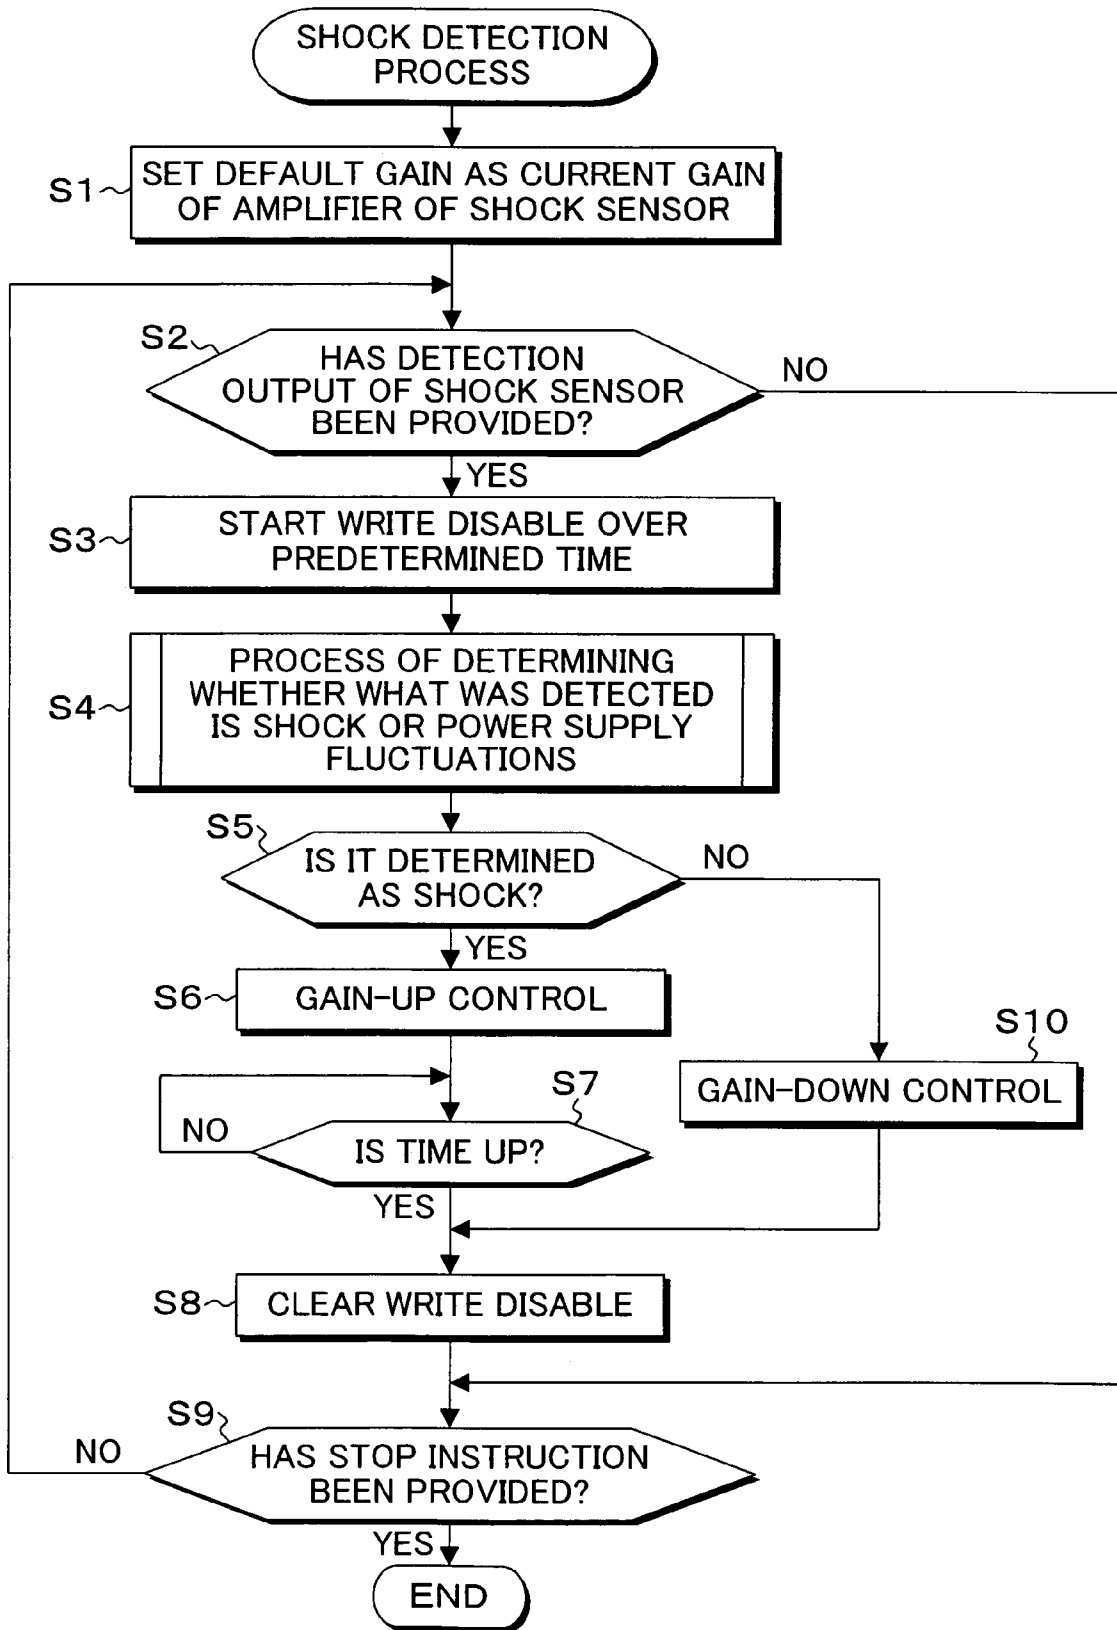 SHOCK DETECTION
PROCESS
S1
SET DEFAULT GAIN AS CURRENT GAIN
OF AMPLIFIER OF SHOCK SENSOR
S2
HAS DETECTION
OUTPUT OF SHOCK SENSOR
BEEN PROVIDED?
NO
YES
S3
START WRITE DISABLE OVER
PREDETERMINED TIME
S4
PROCESS OF DETERMINING
WHETHER WHAT WAS DETECTED
IS SHOCK OR POWER SUPPLY
FLUCTUATIONS
S5
IS IT DETERMINED
AS SHOCK?
NO
YES
S6
GAIN-UP CONTROL
S10
GAIN-DOWN CONTROL
S7
IS TIME UP?
NO
YES
S8
CLEAR WRITE DISABLE
S9
HAS STOP INSTRUCTION
BEEN PROVIDED?
NO
YES
END